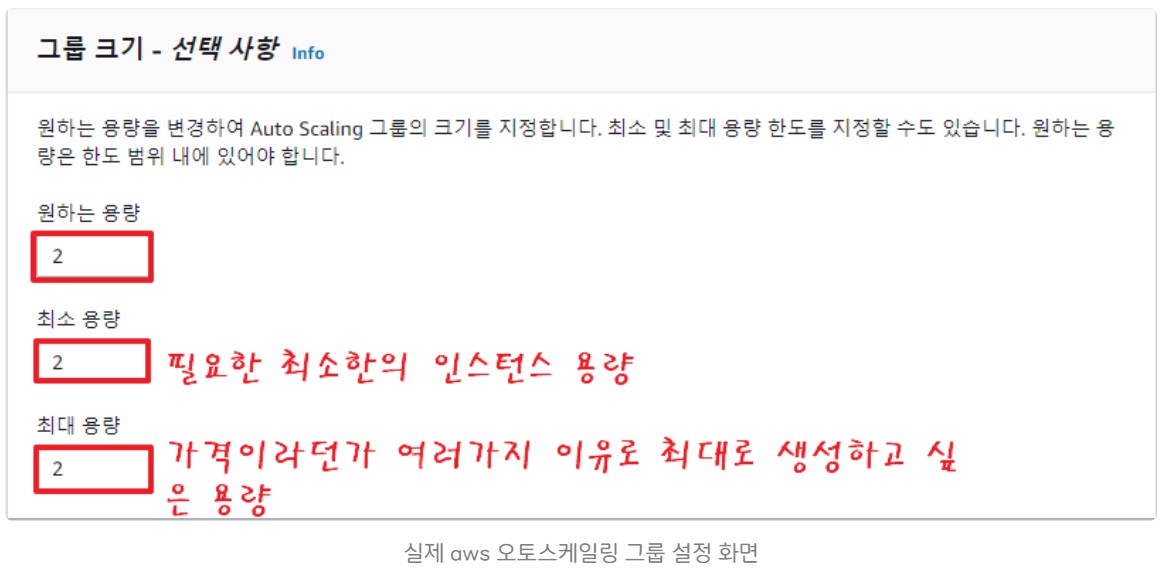 그룹 크기 - 선택 사항 Info
원하는 용량을 변경하여 Auto Scaling 그룹의 크기를 지정합니다. 최소 및 최대 용량 한도를 지정할 수도 있습니다. 원하는 용
량은 한도 범위 내에 있어야 합니다.
원하는 용량
2
최소 용량
2 필요한 최소한의 인스턴스 용량
최대 용량
2 가격이라던가 여러가지 이유로 최대로 생성하고 싶
은 용량
실제 aws 오토스케일링 그룹 설정 화면